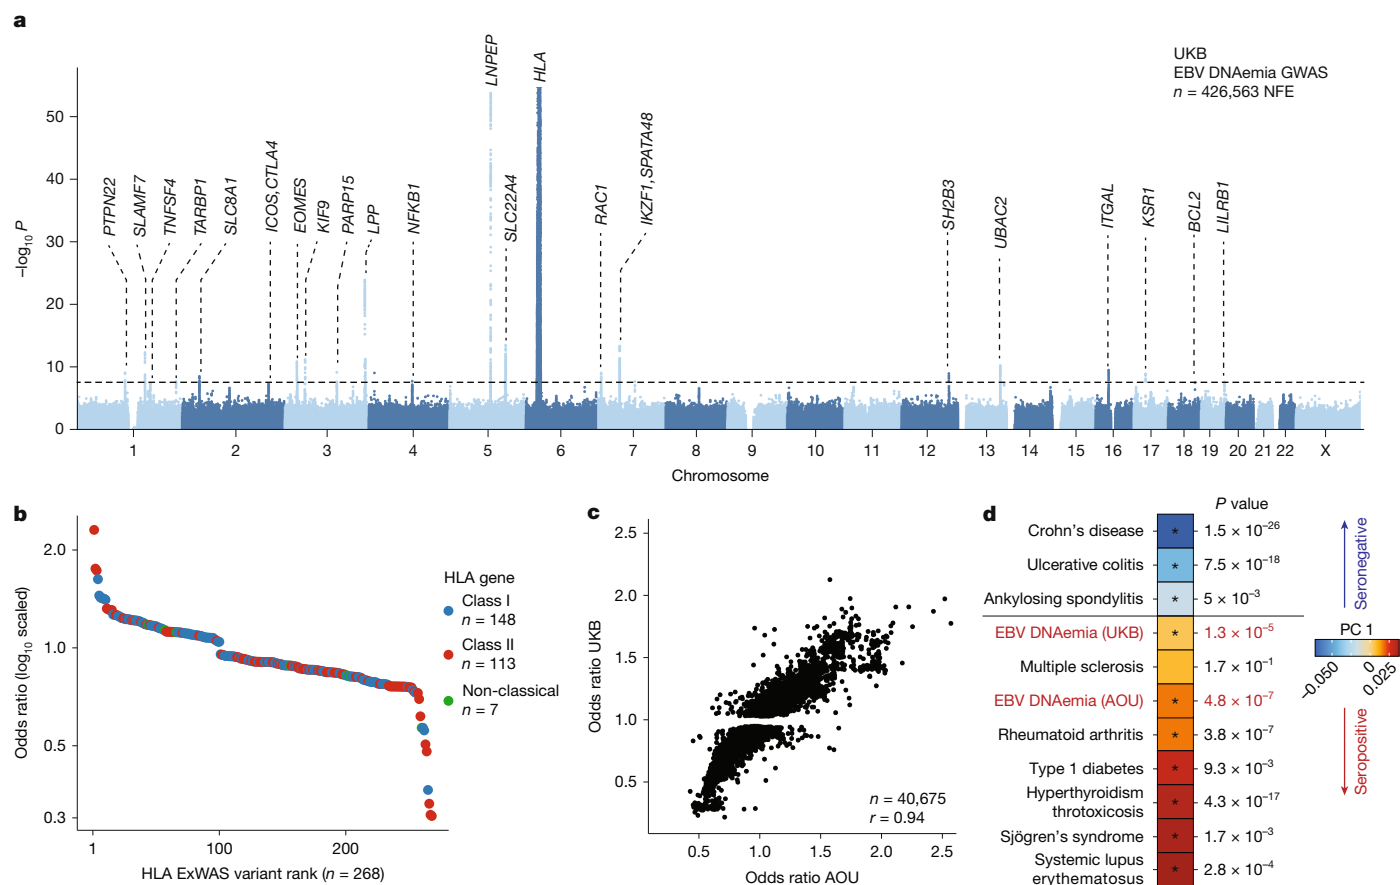 a
UKB
EBV DNAemia GWAS
n = 426,563 NFE
PTPN22
SLAMF7
TNFSF4
TARBP1
SLC8A1
ICOS,CTLA4
EOMES
KIF9
PARP15
LPP
NFKB1
LNPEP
SLC22A4
HLA
RAC1
IKZF1,SPATA48
SH2B3
UBAC2
ITGAL
KSR1
BCL2
LILRB1
–log10 P
50
40
30
20
10
0
1 2 3 4 5 6 7 8 9 10 11 12 13 14 15 16 17 18 19 20 21 22 X
Chromosome
b
Odds ratio (log10 scaled)
2.0
1.0
0.5
0.3
1 100 200
HLA ExWAS variant rank (n = 268)
HLA gene
Class I
n = 148
Class II
n = 113
Non-classical
n = 7
c
Odds ratio UKB
2.5
2.0
1.5
1.0
0.5
n = 40,675
r = 0.94
0.5 1.0 1.5 2.0 2.5
Odds ratio AOU
d
P value
Crohn's disease * 1.5 × 10–26
Ulcerative colitis * 7.5 × 10–18
Ankylosing spondylitis * 5 × 10–3
EBV DNAemia (UKB) * 1.3 × 10–5
Multiple sclerosis * 1.7 × 10–1
EBV DNAemia (AOU) * 4.8 × 10–7
Rheumatoid arthritis * 3.8 × 10–7
Type 1 diabetes * 9.3 × 10–3
Hyperthyroidism
throtoxicosis * 4.3 × 10–17
Sjögren's syndrome * 1.7 × 10–3
Systemic lupus
erythematosus * 2.8 × 10–4
Seronegative
PC 1
–0.050
0
0.025
Seropositive